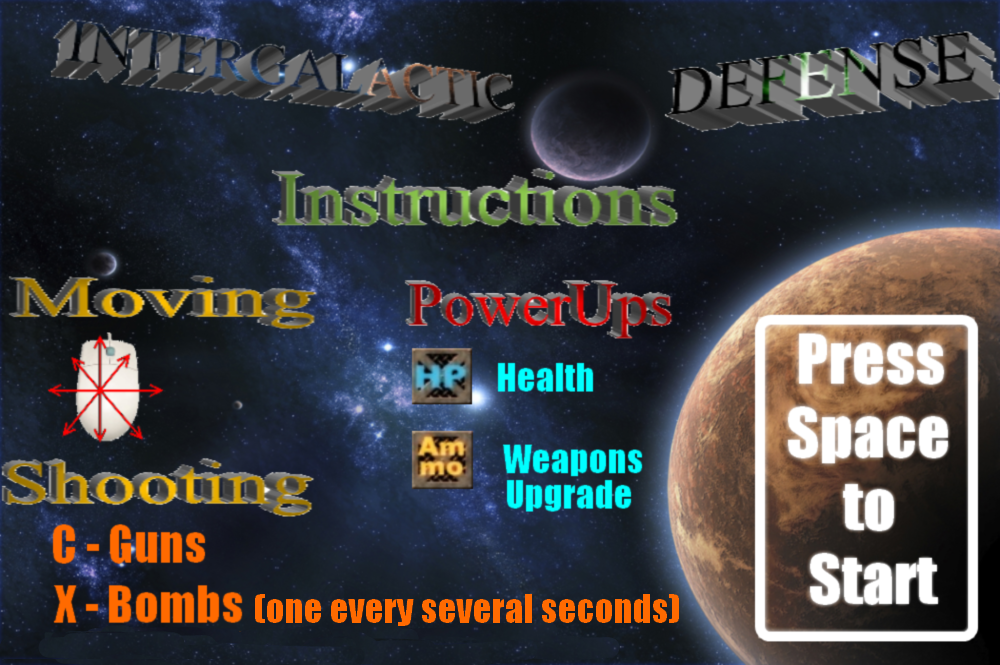 INTERGALACTIC DEFENSE
Instructions
Moving
PowerUps
HP Health
Am
mo
Weapons
Upgrade
Shooting
C - Guns
X - Bombs (one every several seconds)
Press
Space
to
Start